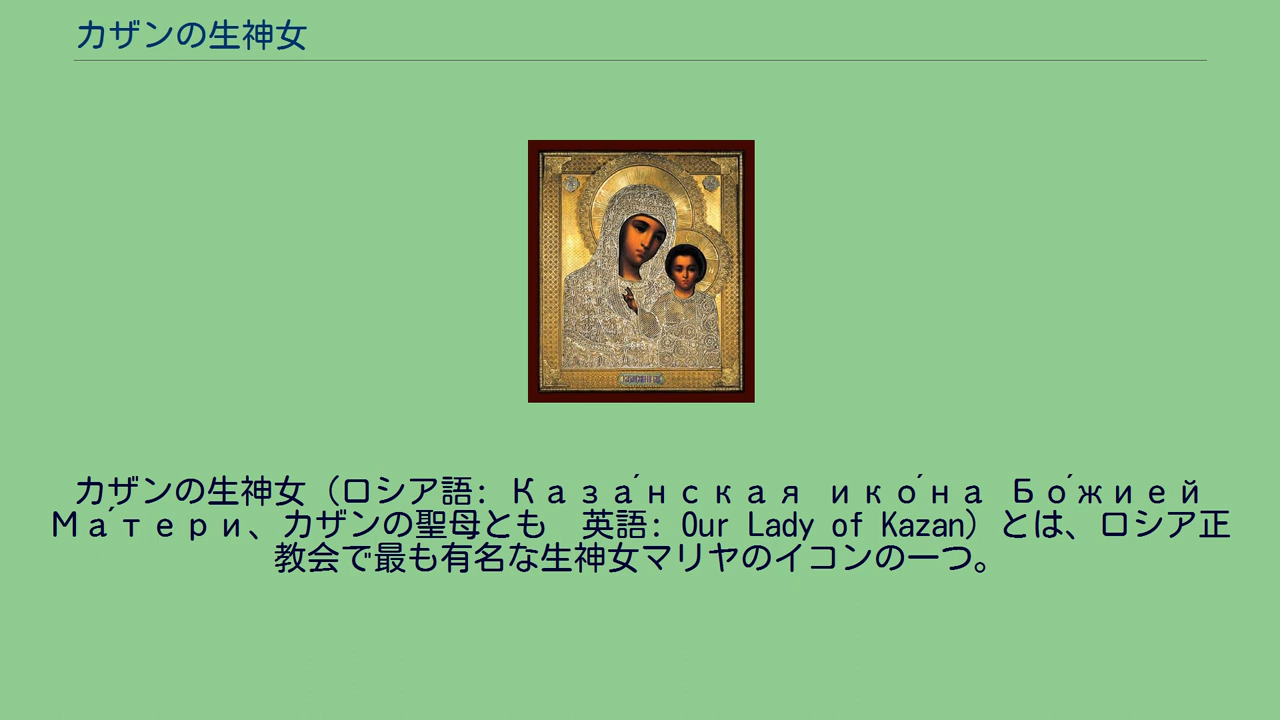 カザンの生神女
カザンの生神女（ロシア語: Каза́нская ико́на Бо́жией
Ма́тери、カザンの聖母とも　英語: Our Lady of Kazan）とは、ロシア正
教会で最も有名な生神女マリヤのイコンの一つ。